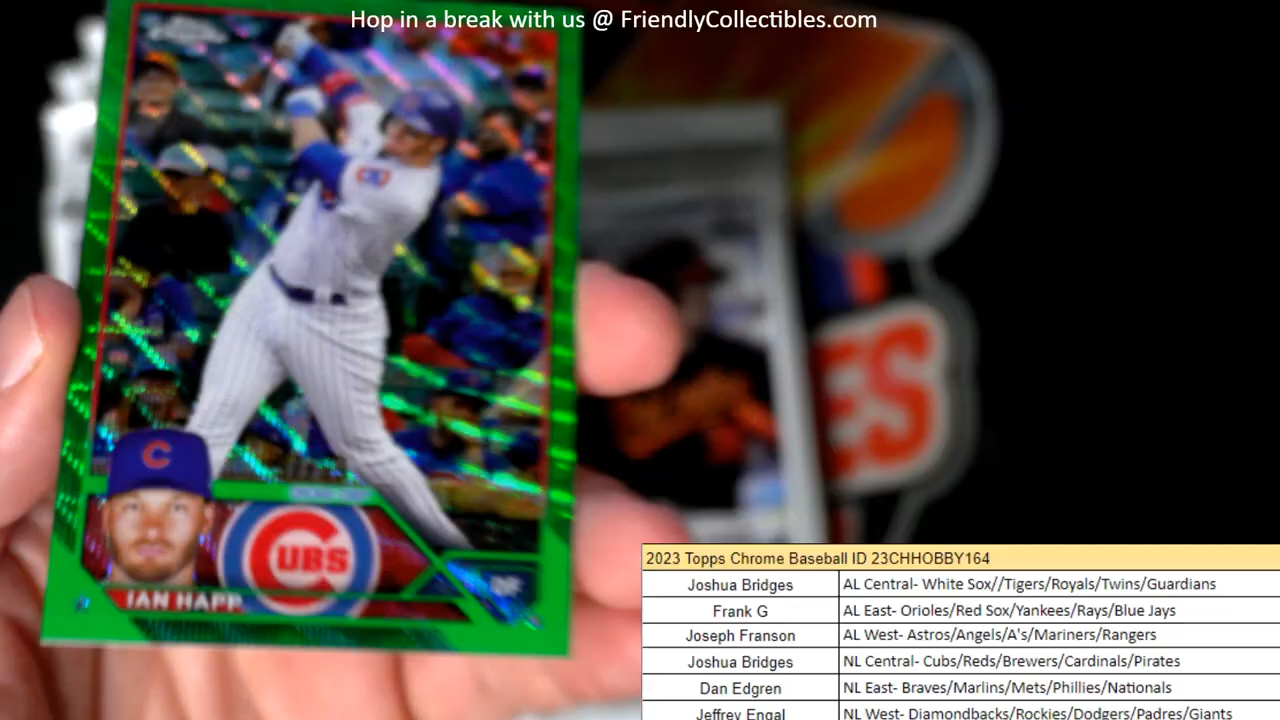 Hop in a break with us @ FriendlyCollectibles.com
C
CUBS
OF
IAN HAPP
ES
2023 Topps Chrome Baseball ID 23CHHOBBY164
Joshua Bridges AL Central- White Sox//Tigers/Royals/Twins/Guardians
Frank G AL East- Orioles/Red Sox/Yankees/Rays/Blue Jays
Joseph Franson AL West- Astros/Angels/A's/Mariners/Rangers
Joshua Bridges NL Central- Cubs/Reds/Brewers/Cardinals/Pirates
Dan Edgren NL East- Braves/Marlins/Mets/Phillies/Nationals
Jeffrey Engal NL West- Diamondbacks/Rockies/Dodgers/Padres/Giants